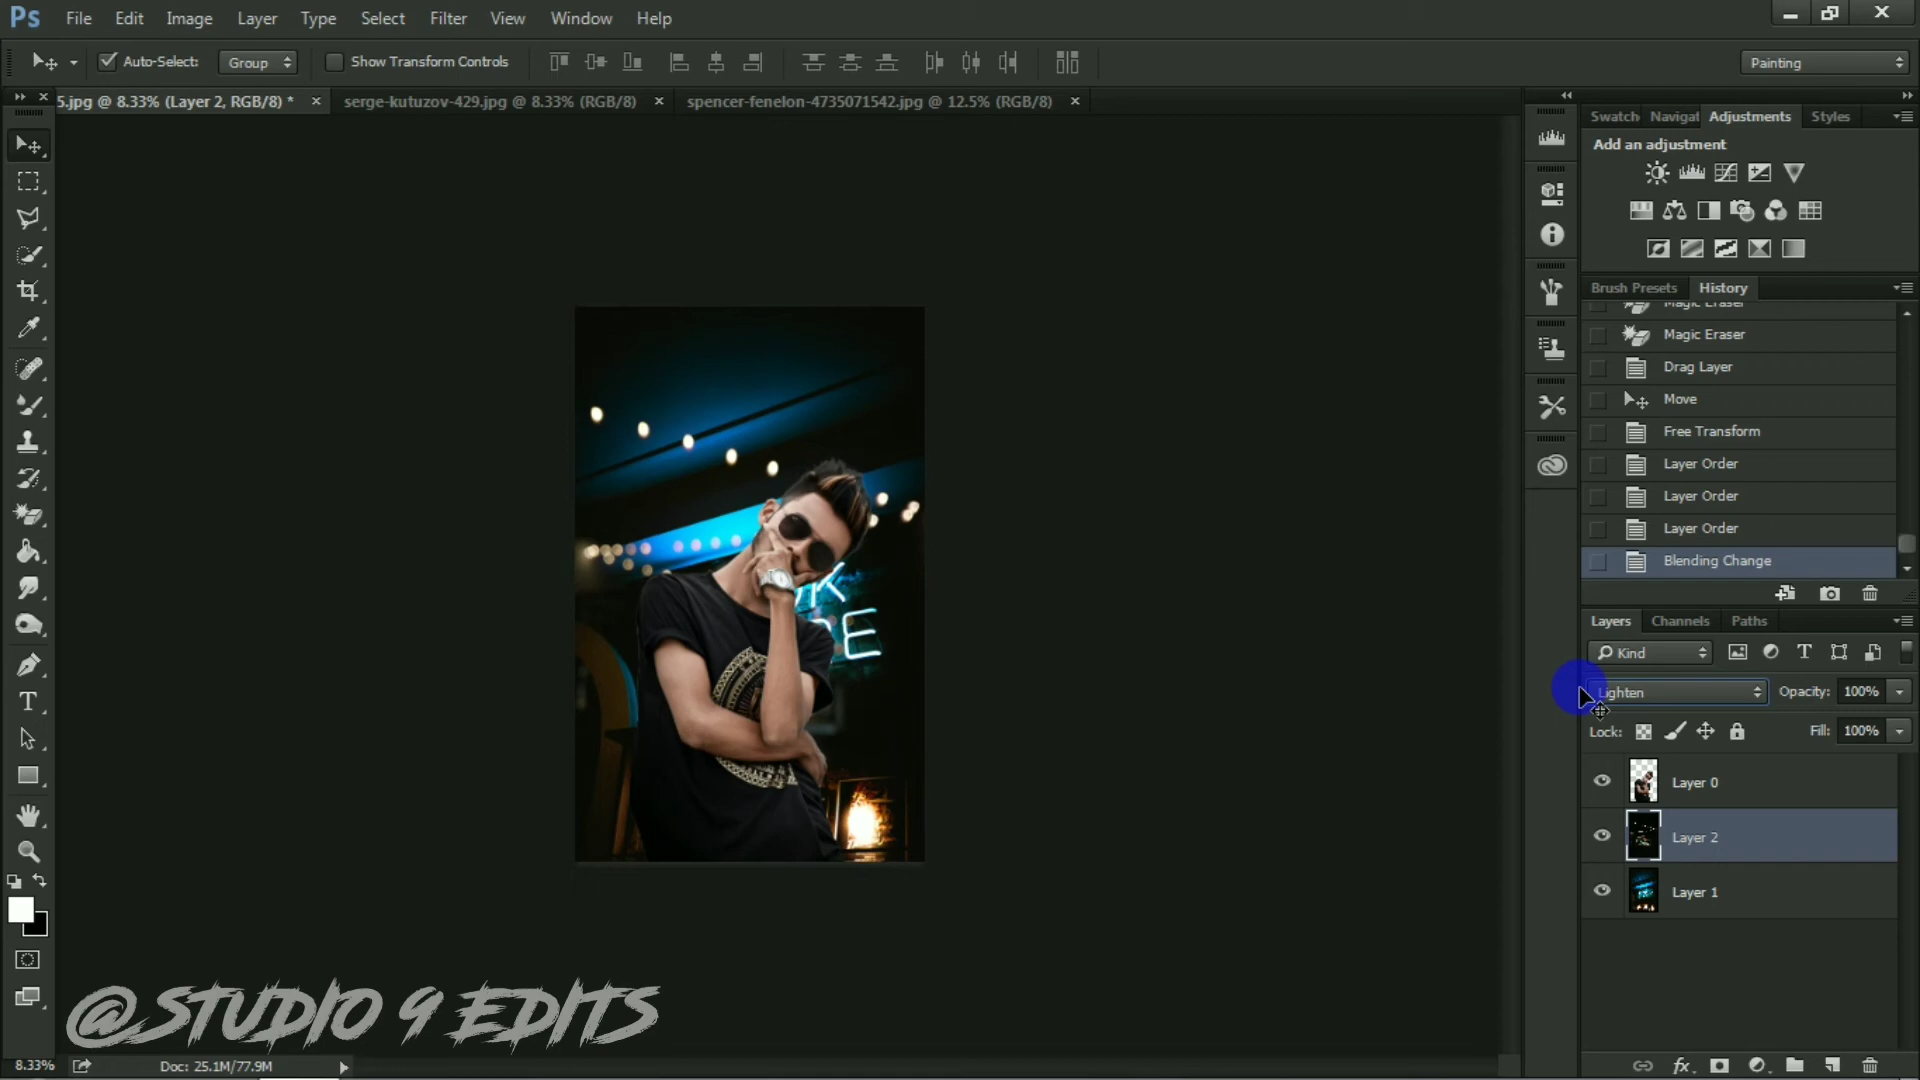 Ps File Edit Image Layer Type Select Filter View Window Help
Auto-Select: Group Show Transform Controls Painting
5.jpg @ 8.33% (Layer 2, RGB/8) * serge-kutuzov-429.jpg @ 8.33% (RGB/8) spencer-fenelon-4735071542.jpg @ 12.5% (RGB/8)
Swatch Navigat Adjustments Styles
Add an adjustment
Brush Presets History
Magic Eraser
Magic Eraser
Drag Layer
Move
Free Transform
Layer Order
Layer Order
Layer Order
Blending Change
Layers Channels Paths
Kind
Lighten Opacity: 100%
Lock: Fill: 100%
Layer 0
Layer 2
Layer 1
K
E
@STUDIO 9 EDITS
8.33% Doc: 25.1M/77.9M